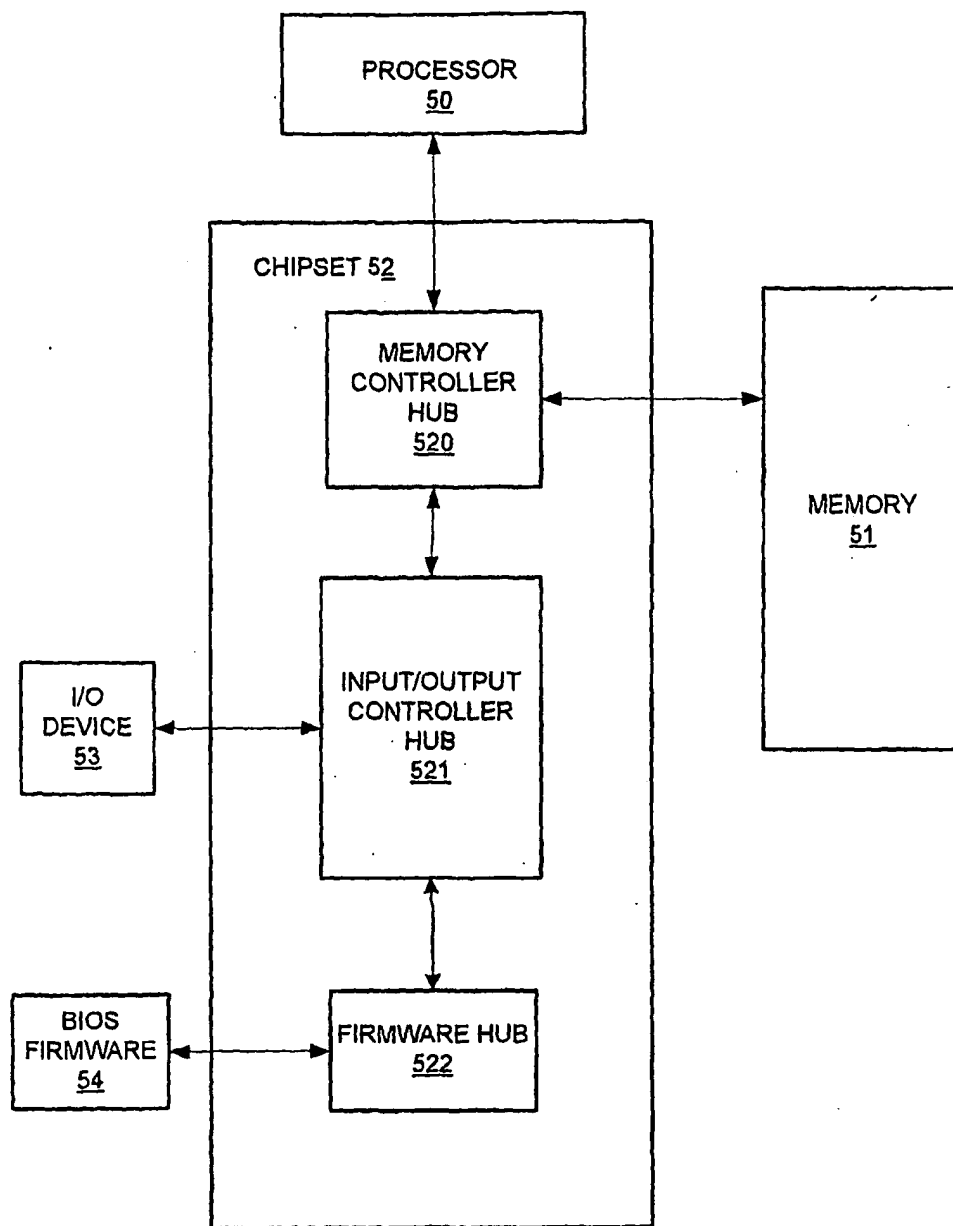 PROCESSOR
50
CHIPSET 52
MEMORY
CONTROLLER
HUB
520
MEMORY
51
INPUT/OUTPUT
CONTROLLER
HUB
521
I/O
DEVICE
53
BIOS
FIRMWARE
54
FIRMWARE HUB
522